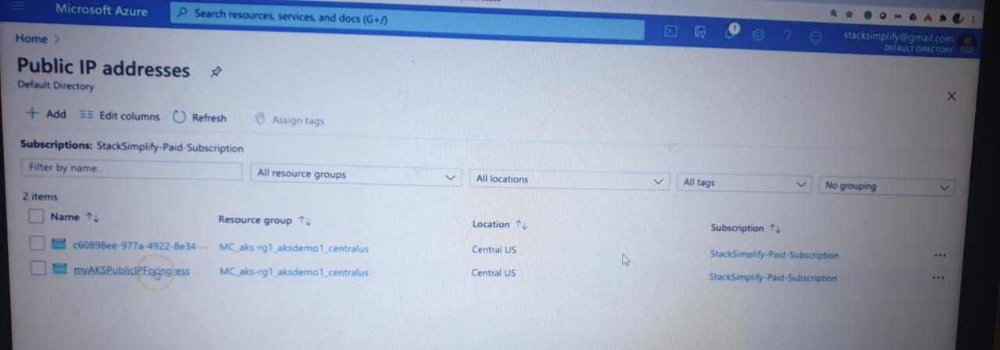 Microsoft Azure
Search resources, services, and docs (G+/)
1
stacksimplify@gmail.com
DEFAULT DIRECTORY
Home >
Public IP addresses
Default Directory
+ Add Edit columns Refresh Assign tags
Subscriptions: StackSimplify-Paid-Subscription
Filter by name... All resource groups All locations All tags No grouping
2 items
Name Resource group Location Subscription
c60898ee-977a-4922-8e34-... MC_aks-rg1_aksdemo1_centralus Central US StackSimplify-Paid-Subscription ...
myAKSPublicIPForIngress MC_aks-rg1_aksdemo1_centralus Central US StackSimplify-Paid-Subscription ...